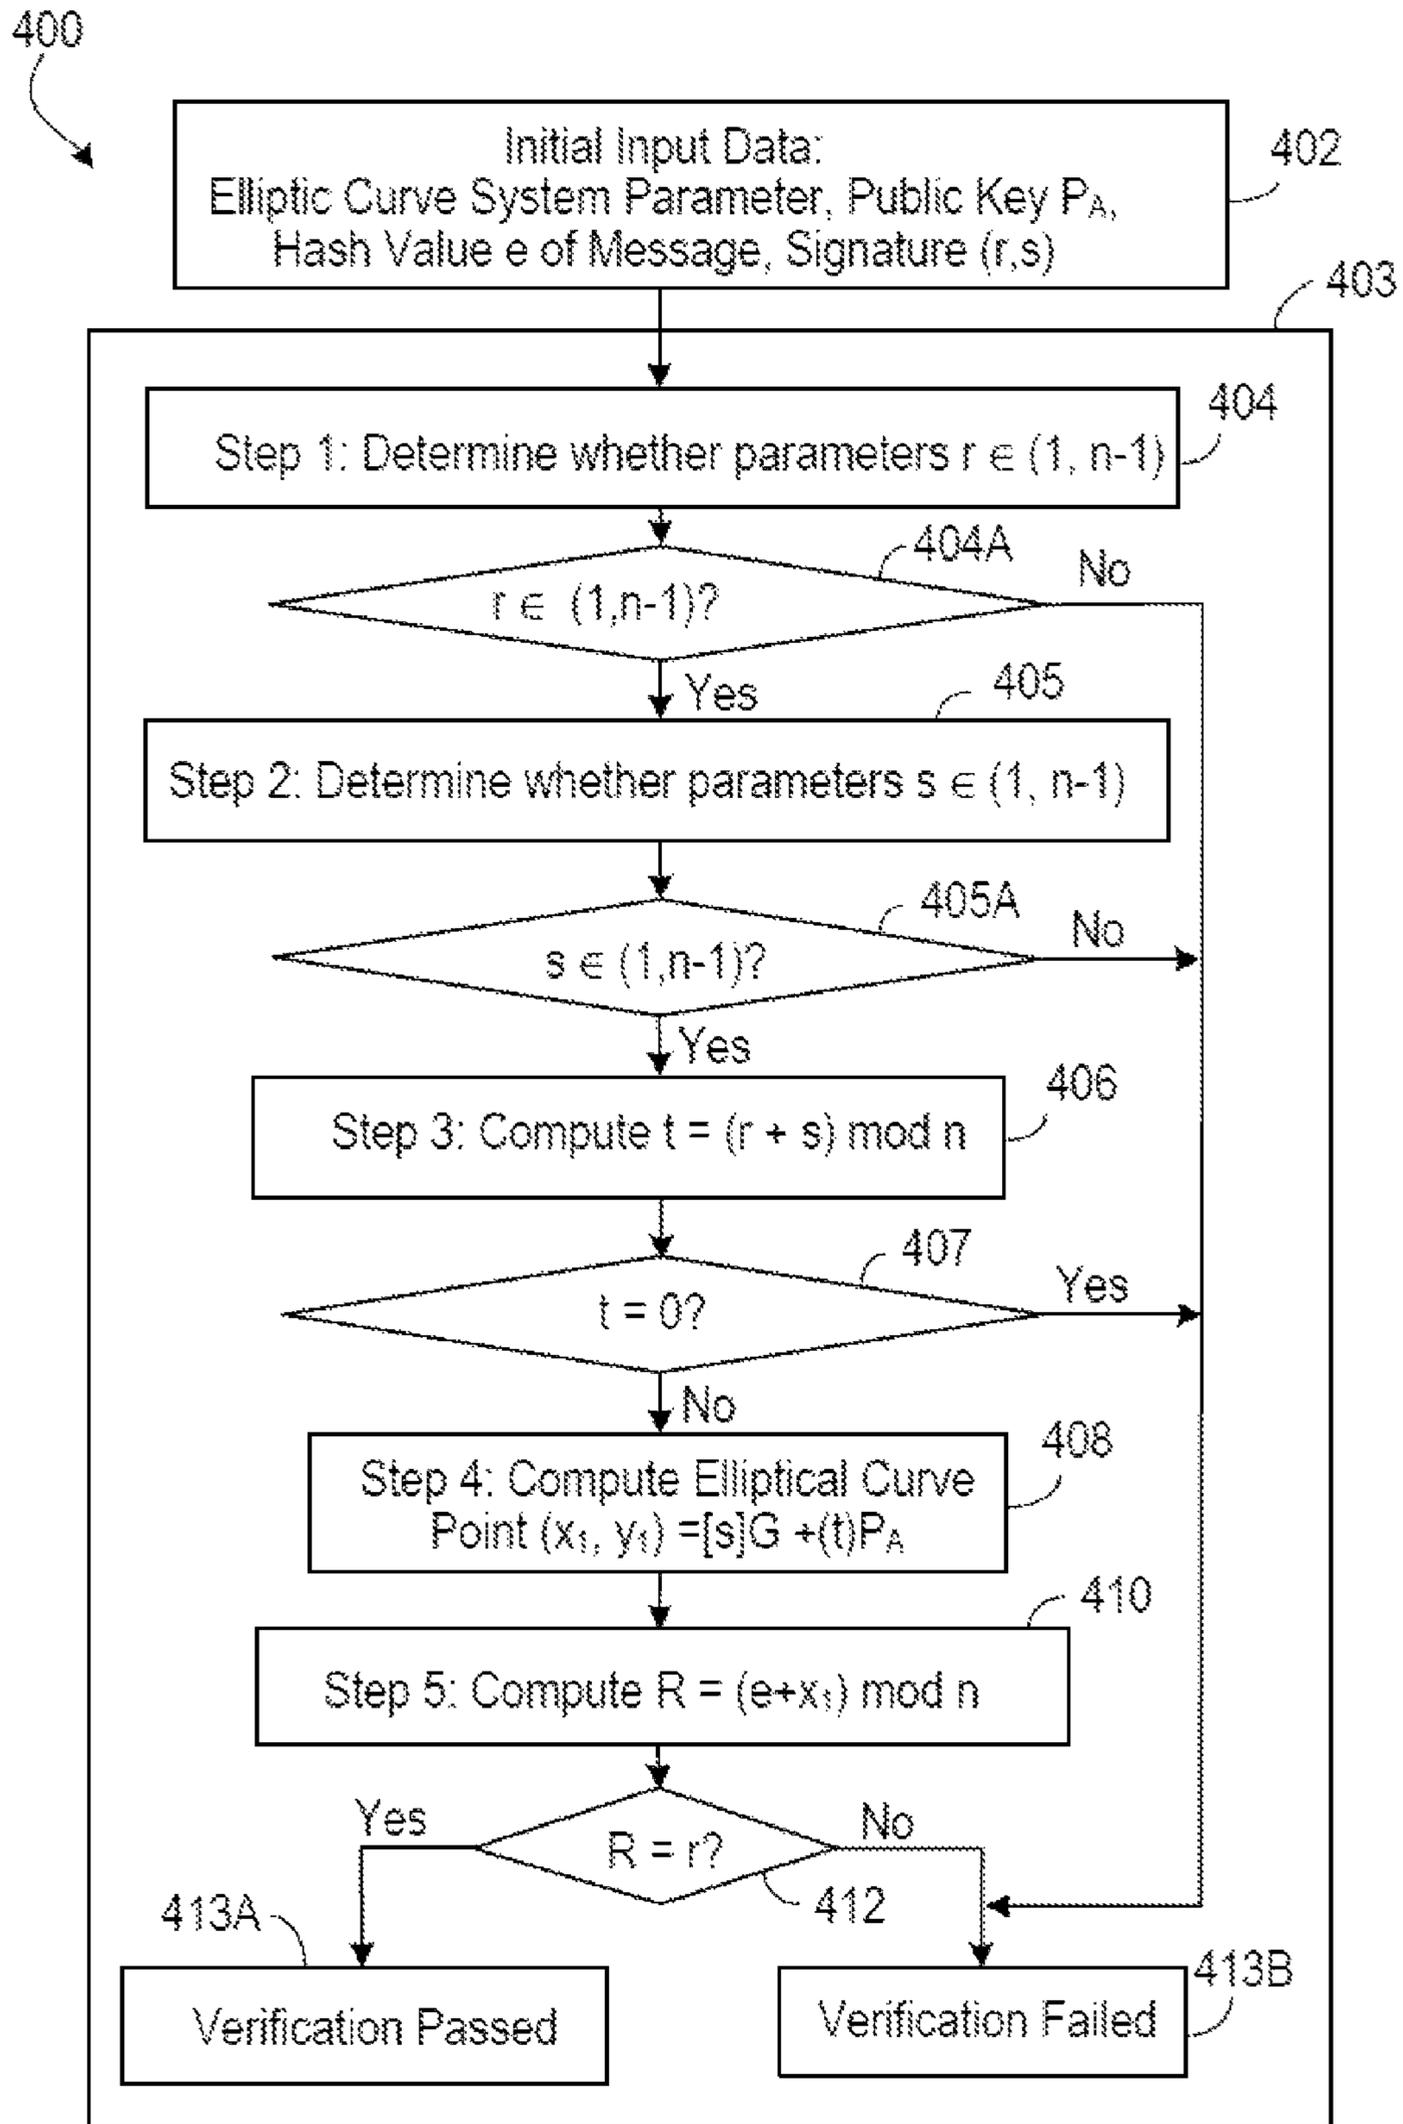 400
Initial Input Data:
Elliptic Curve System Parameter, Public Key PA,
Hash Value e of Message, Signature (r,s)
402
403
Step 1: Determine whether parameters r ∈ (1, n-1)
404
r ∈ (1,n-1)?
404A
No
Yes
405
Step 2: Determine whether parameters s ∈ (1, n-1)
s ∈ (1,n-1)?
405A
No
Yes
Step 3: Compute t = (r + s) mod n
406
t = 0?
407
Yes
No
Step 4: Compute Elliptical Curve
Point (x₁, y₁) =[s]G +(t)PA
408
410
Step 5: Compute R = (e+x₁) mod n
Yes
R = r?
No
412
413A
Verification Passed
Verification Failed
413B